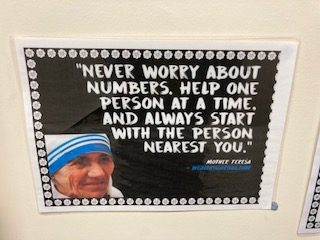 "NEVER WORRY ABOUT
NUMBERS. HELP ONE
PERSON AT A TIME,
AND ALWAYS START
WITH THE PERSON
NEAREST YOU."
MOTHER TERESA